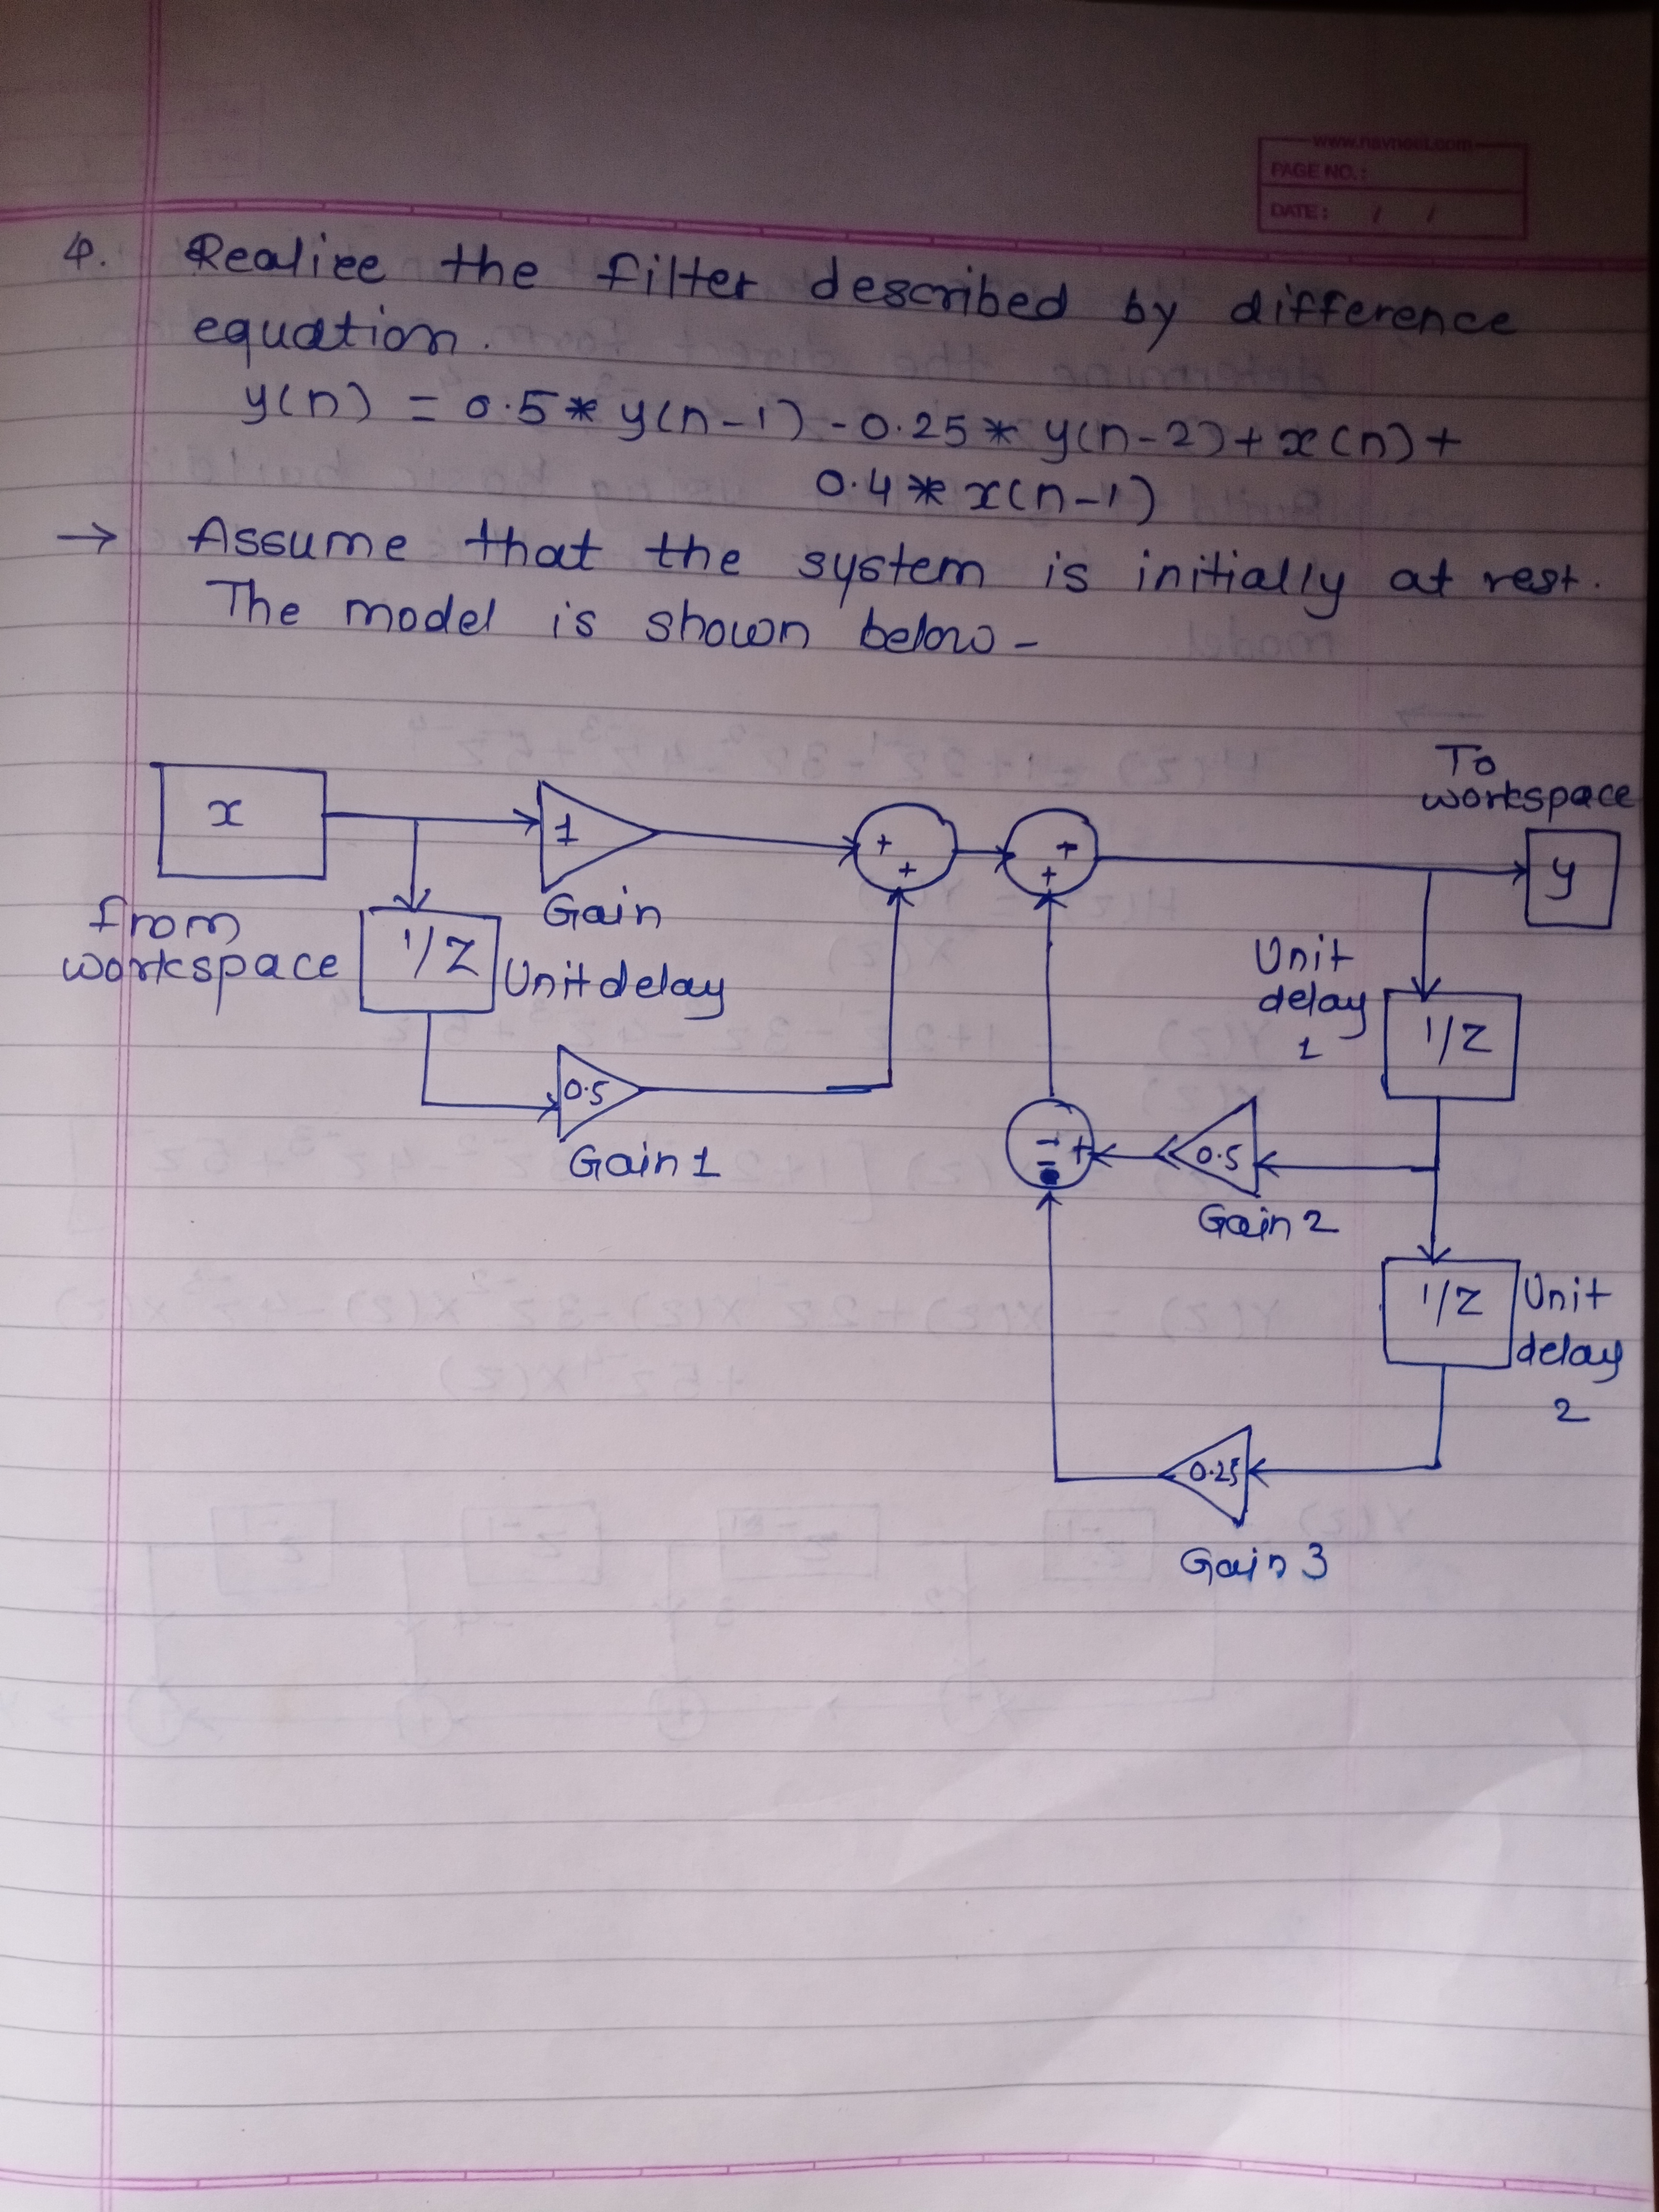 www.navneet.com
PAGE NO.:
DATE: / /
4. Realize the filter described by difference
equation.
y(n) = 0.5* y(n-1) -0.25* y(n-2)+x(n)+
0.4* x(n-1)
→ Assume that the system is initially at rest.
The model is shown below -
To
workspace
x
1
+
+
+
+
y
Gain
from
workspace
1/Z
Unit delay
Unit
delay
1
1/Z
0.5
Gain 1
+
0.5
Gain 2
1/Z
Unit
delay
2
0.25
Gain 3